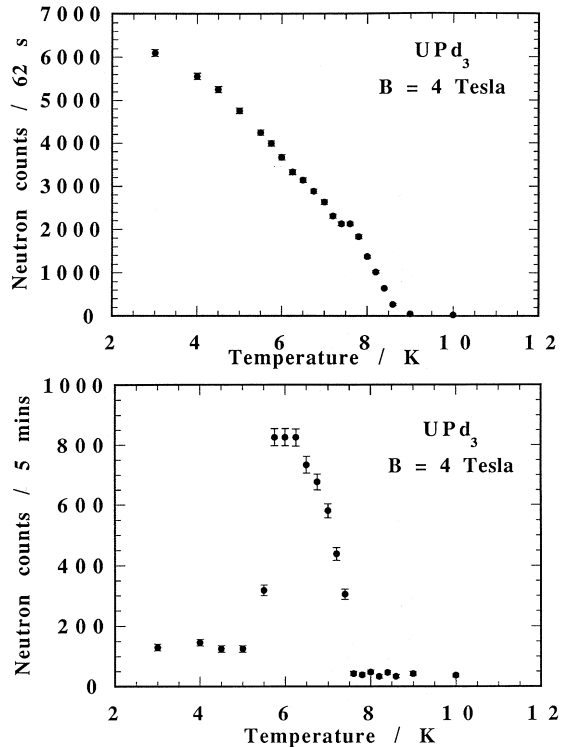 7000
6000
5000
4000
3000
2000
1000
0
Neutron counts / 62 s
UPd3
B = 4 Tesla
2 4 6 8 10 12
Temperature / K
1000
800
600
400
200
0
Neutron counts / 5 mins
UPd3
B = 4 Tesla
2 4 6 8 10 12
Temperature / K